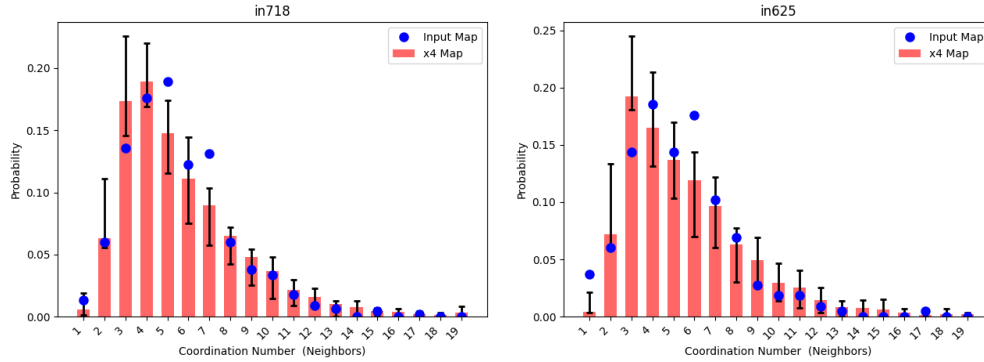 in718
Input Map
x4 Map
0.20
0.15
0.10
0.05
0.00
Probability
1 2 3 4 5 6 7 8 9 10 11 12 13 14 15 16 17 18 19
Coordination Number (Neighbors)
in625
Input Map
x4 Map
0.25
0.20
0.15
0.10
0.05
0.00
Probability
1 2 3 4 5 6 7 8 9 10 11 12 13 14 15 16 17 18 19
Coordination Number (Neighbors)